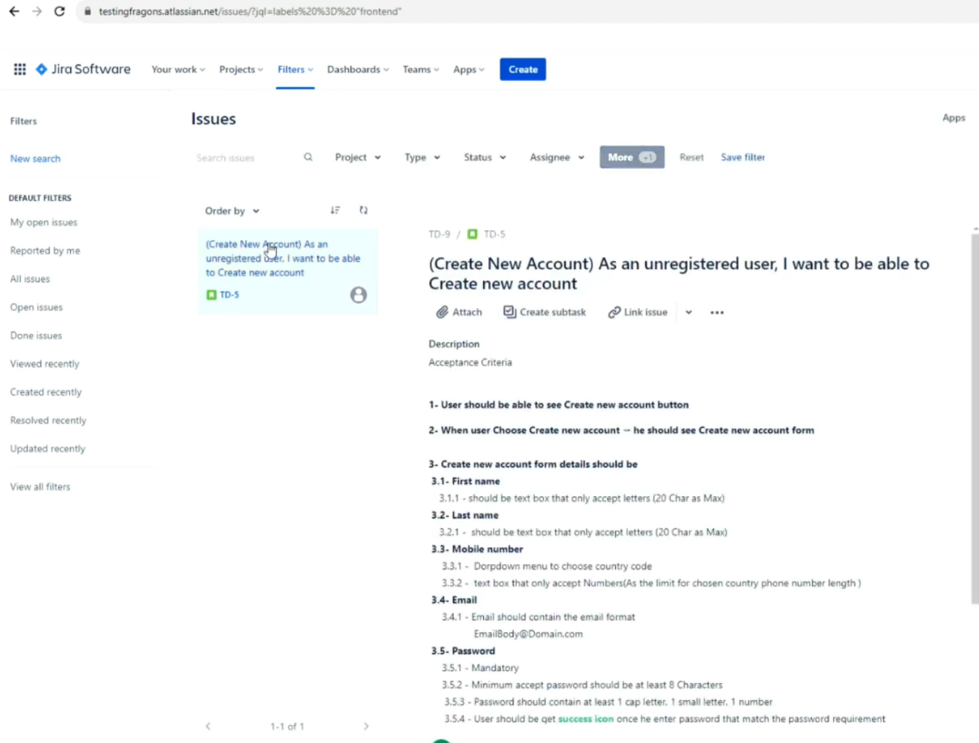 testingfragons.atlassian.net/issues/?jql=labels%20%3D%20"frontend"
Jira Software Your work Projects Filters Dashboards Teams Apps Create
Filters
Issues
Apps
New search
Search issues Project Type Status Assignee More +1 Reset Save filter
DEFAULT FILTERS
My open issues
Reported by me
All issues
Open issues
Done issues
Viewed recently
Created recently
Resolved recently
Updated recently
View all filters
Order by
(Create New Account) As an
unregistered user, I want to be able
to Create new account
TD-5
1-1 of 1
TD-9 / TD-5
(Create New Account) As an unregistered user, I want to be able to
Create new account
Attach Create subtask Link issue
Description
Acceptance Criteria
1- User should be able to see Create new account button
2- When user Choose Create new account -- he should see Create new account form
3- Create new account form details should be
3.1- First name
3.1.1 - should be text box that only accept letters (20 Char as Max)
3.2- Last name
3.2.1 - should be text box that only accept letters (20 Char as Max)
3.3- Mobile number
3.3.1 - Dorpdown menu to choose country code
3.3.2 - text box that only accept Numbers(As the limit for chosen country phone number length )
3.4- Email
3.4.1 - Email should contain the email format
EmailBody@Domain.com
3.5- Password
3.5.1 - Mandatory
3.5.2 - Minimum accept password should be at least 8 Characters
3.5.3 - Password should contain at least 1 cap letter, 1 small letter, 1 number
3.5.4 - User should be get success icon once he enter password that match the password requirement